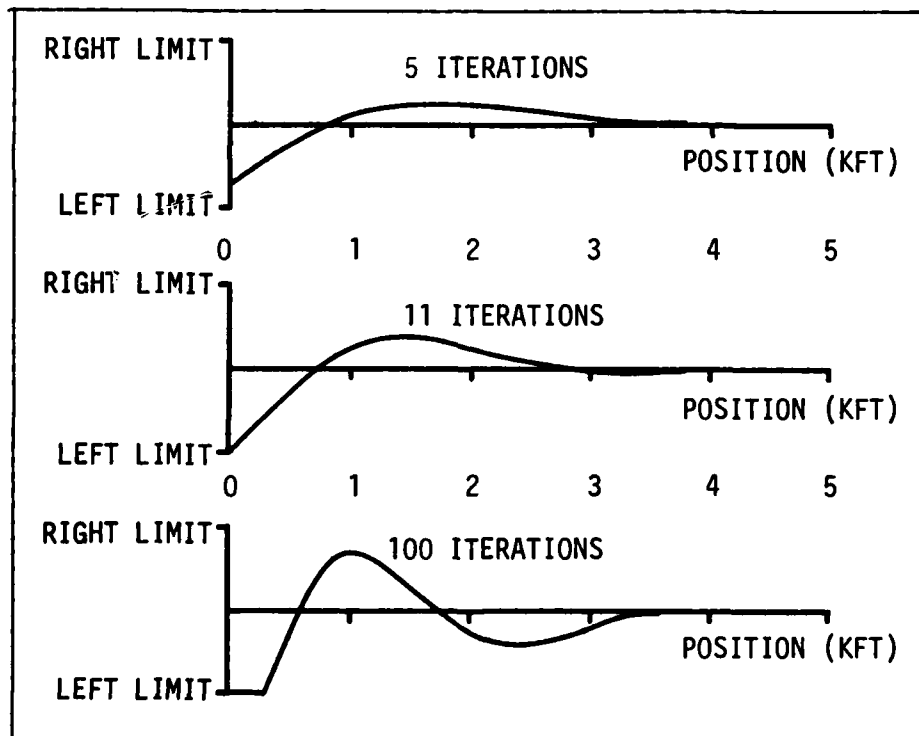 RIGHT LIMIT
5 ITERATIONS
POSITION (KFT)
LEFT LIMIT
0 1 2 3 4 5
RIGHT LIMIT
11 ITERATIONS
POSITION (KFT)
LEFT LIMIT
0 1 2 3 4 5
RIGHT LIMIT
100 ITERATIONS
POSITION (KFT)
LEFT LIMIT